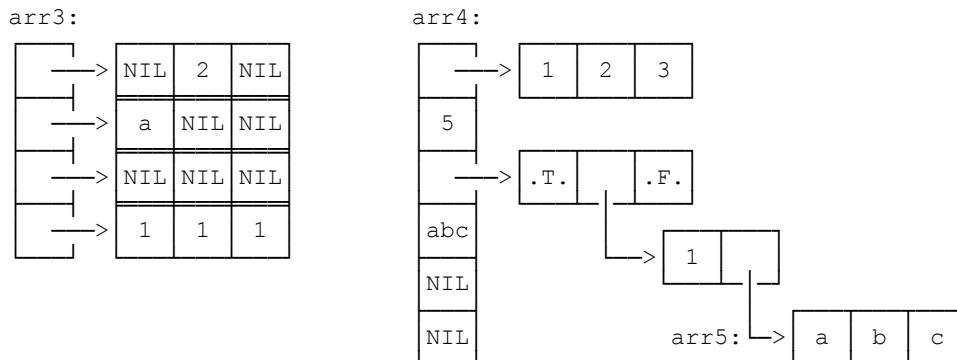 arr3: arr4:
NIL 2 NIL 1 2 3
a NIL NIL 5
NIL NIL NIL .T. .F.
1 1 1 abc
1
NIL
NIL arr5: a b c